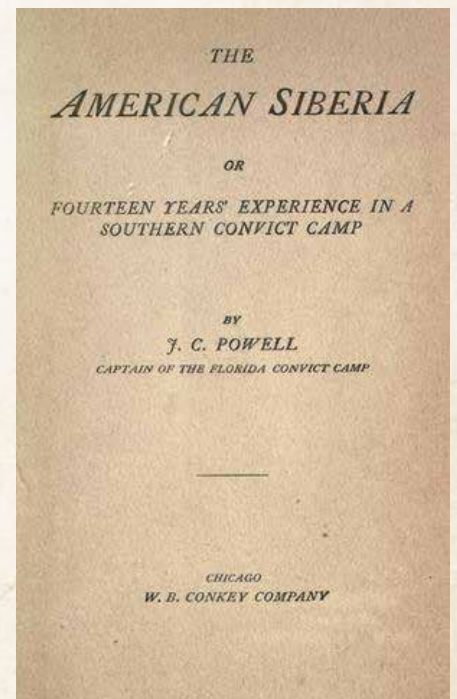 THE
AMERICAN SIBERIA
OR
FOURTEEN YEARS' EXPERIENCE IN A
SOUTHERN CONVICT CAMP
BY
J. C. POWELL
CAPTAIN OF THE FLORIDA CONVICT CAMP
CHICAGO
W. B. CONKEY COMPANY